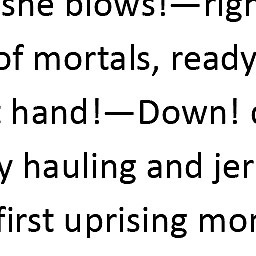 she blows!—righ
of mortals, ready
hand!—Down!
hauling and jer
first uprising mor